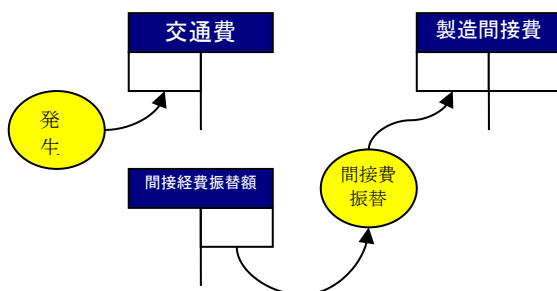 交通費
製造間接費
発
生
間接経費振替額
間接費
振替